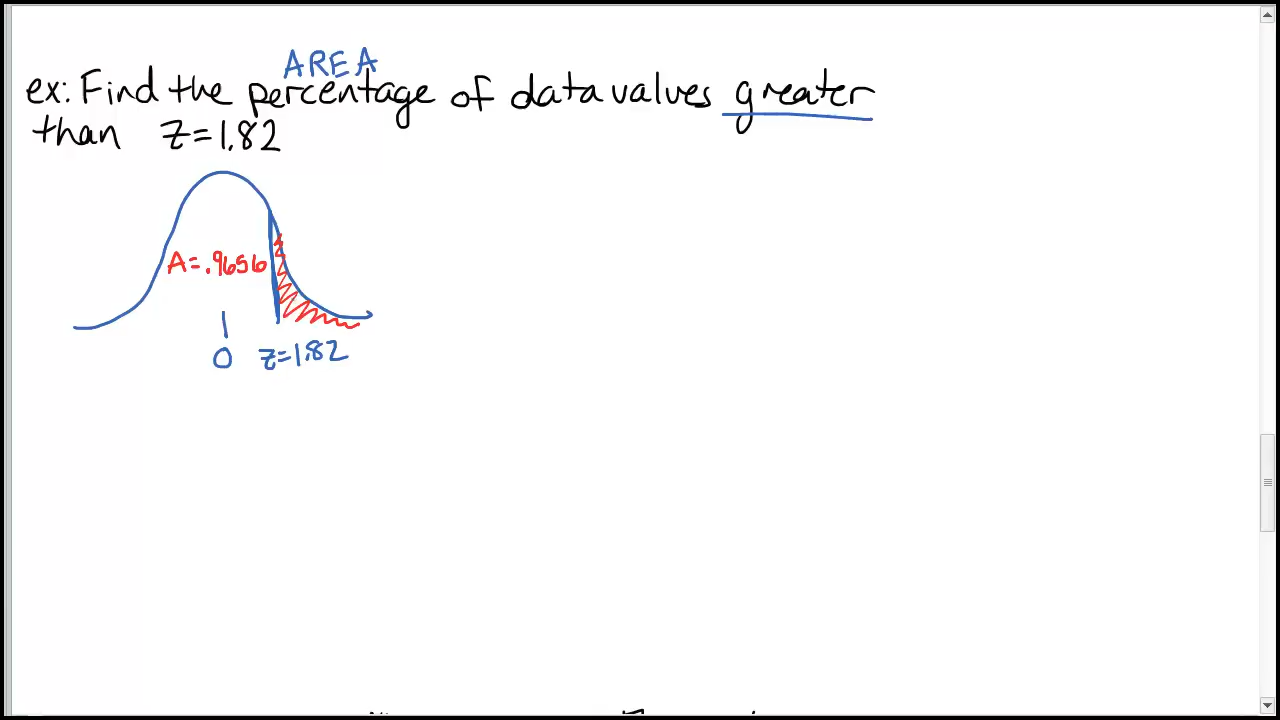 AREA
ex: Find the percentage of data values greater
than z=1.82
A=.9656
0 z=1.82